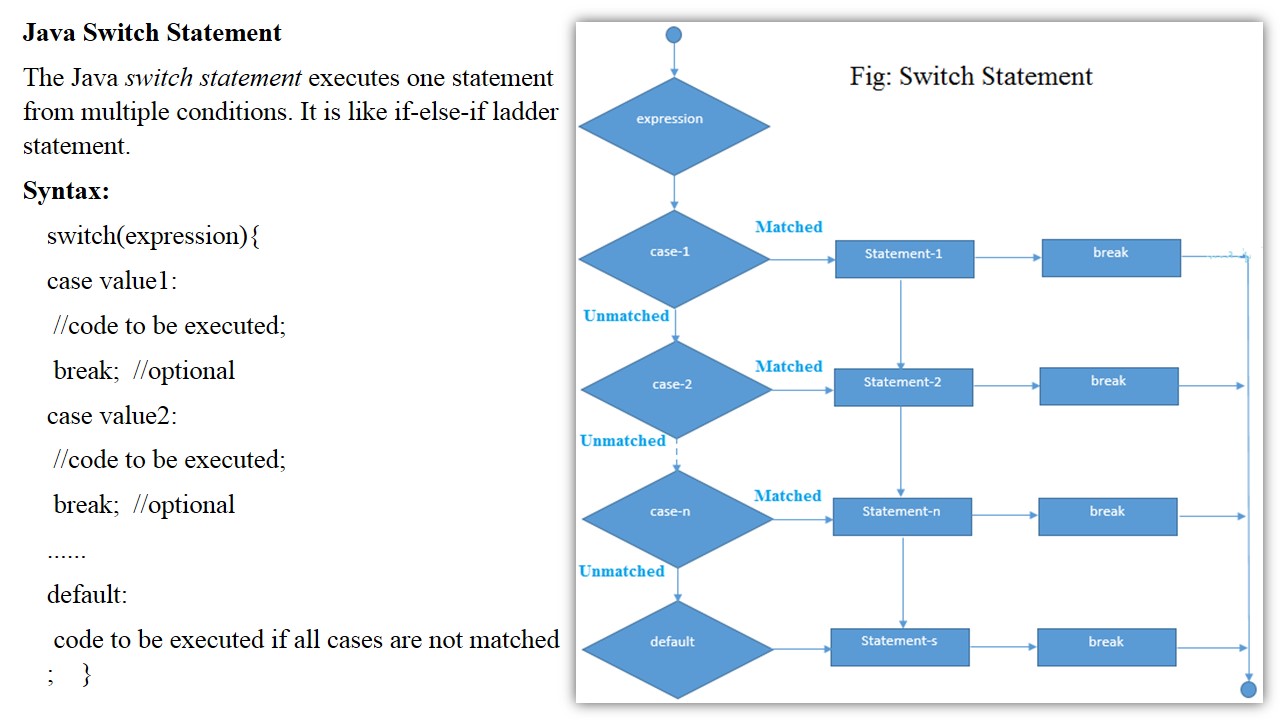 Java Switch Statement
The Java switch statement executes one statement
from multiple conditions. It is like if-else-if ladder
statement.
Syntax:
switch(expression){
case value1:
//code to be executed;
break;  //optional
case value2:
//code to be executed;
break;  //optional
......
default:
code to be executed if all cases are not matched
;    }
Fig: Switch Statement
expression
case-1
Matched
Statement-1
break
Unmatched
case-2
Matched
Statement-2
break
Unmatched
case-n
Matched
Statement-n
break
Unmatched
default
Statement-s
break